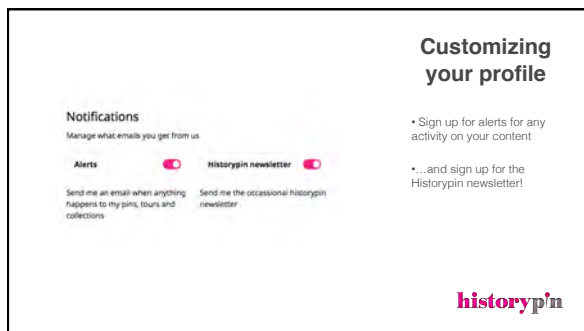 Customizing
your profile
Notifications
Manage what emails you get from us
Alerts
Historypin newsletter
Send me an email when anything
happens to my pins, tours and
collections
Send me the occassional historypin
newsletter
• Sign up for alerts for any
activity on your content
•…and sign up for the
Historypin newsletter!
historypin